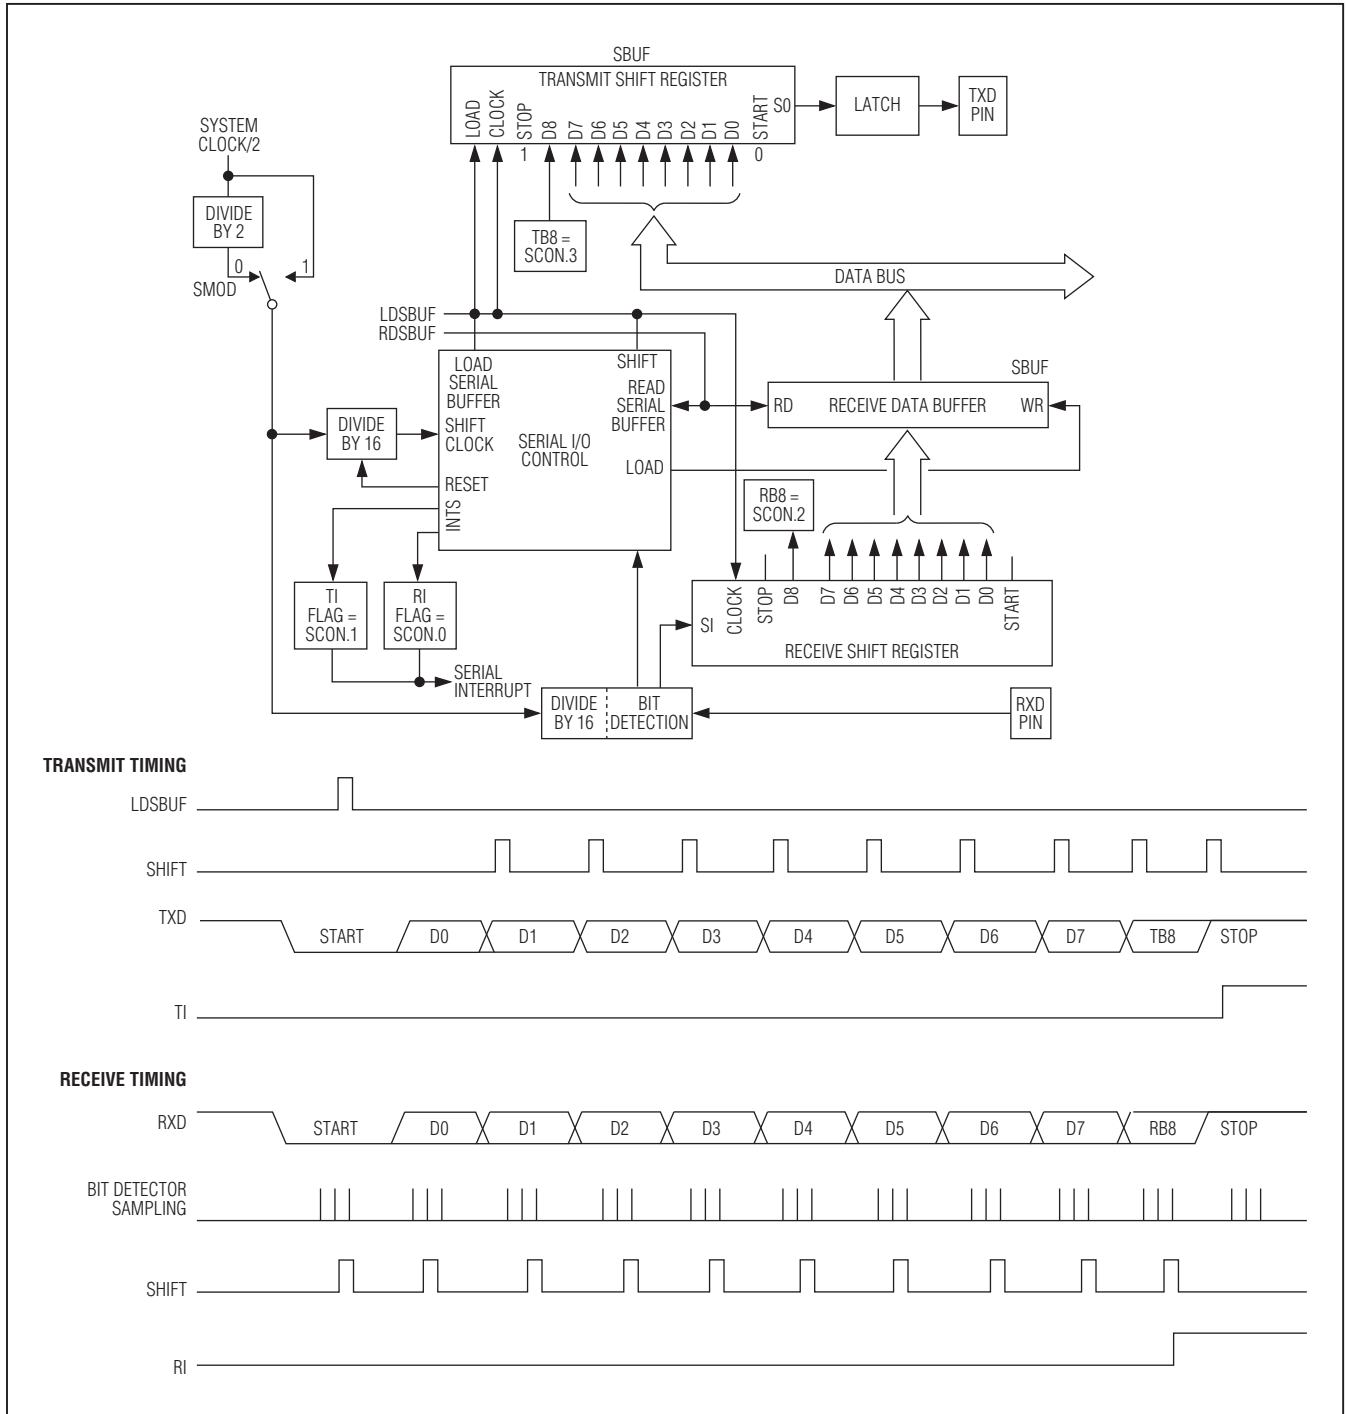 SBUF
TRANSMIT SHIFT REGISTER
LOAD
CLOCK
STOP
1
D8
D7
D6
D5
D4
D3
D2
D1
D0
START
0
S0
LATCH
TXD
PIN
SYSTEM
CLOCK/2
DIVIDE
BY 2
0
1
SMOD
TB8 =
SCON.3
DATA BUS
LDSBUF
RDSBUF
LOAD
SERIAL
BUFFER
SHIFT
READ
SERIAL
BUFFER
SHIFT
CLOCK
SERIAL I/O
CONTROL
LOAD
RESET
INTS
DIVIDE
BY 16
SBUF
RD
RECEIVE DATA BUFFER
WR
RB8 =
SCON.2
TI
FLAG =
SCON.1
RI
FLAG =
SCON.0
SERIAL
INTERRUPT
SI
CLOCK
STOP
D8
D7
D6
D5
D4
D3
D2
D1
D0
START
RECEIVE SHIFT REGISTER
DIVIDE
BY 16
BIT
DETECTION
RXD
PIN
TRANSMIT TIMING
LDSBUF
SHIFT
TXD
START
D0
D1
D2
D3
D4
D5
D6
D7
TB8
STOP
TI
RECEIVE TIMING
RXD
START
D0
D1
D2
D3
D4
D5
D6
D7
RB8
STOP
BIT DETECTOR
SAMPLING
SHIFT
RI